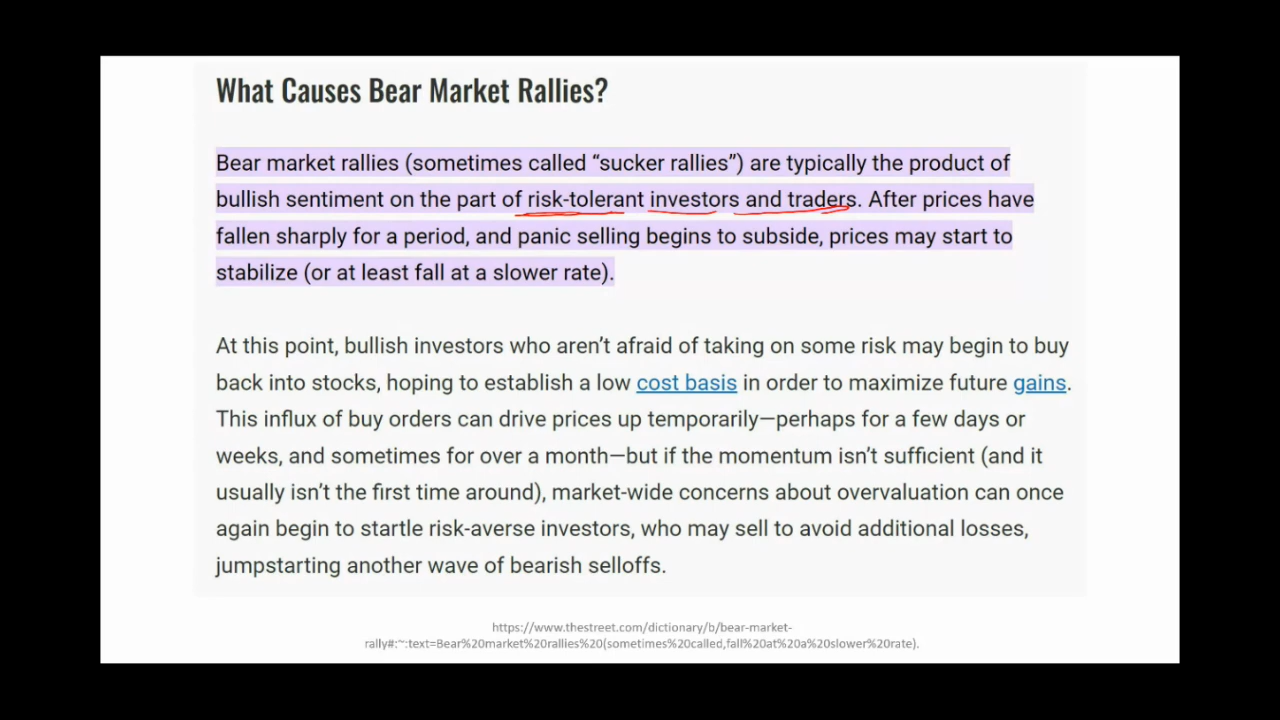 What Causes Bear Market Rallies?
Bear market rallies (sometimes called “sucker rallies”) are typically the product of
bullish sentiment on the part of risk-tolerant investors and traders. After prices have
fallen sharply for a period, and panic selling begins to subside, prices may start to
stabilize (or at least fall at a slower rate).
At this point, bullish investors who aren’t afraid of taking on some risk may begin to buy
back into stocks, hoping to establish a low cost basis in order to maximize future gains.
This influx of buy orders can drive prices up temporarily—perhaps for a few days or
weeks, and sometimes for over a month—but if the momentum isn’t sufficient (and it
usually isn’t the first time around), market-wide concerns about overvaluation can once
again begin to startle risk-averse investors, who may sell to avoid additional losses,
jumpstarting another wave of bearish selloffs.
https://www.thestreet.com/dictionary/b/bear-market-
rally#:~:text=Bear%20market%20rallies%20(sometimes%20called,fall%20at%20a%20slower%20rate).